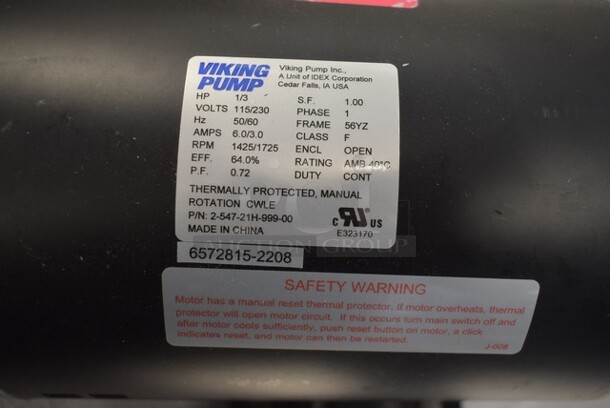 VIKING PUMP
Viking Pump Inc.,
A Unit of IDEX Corporation
Cedar Falls, IA USA
HP 1/3
VOLTS 115/230
Hz 50/60
AMPS 6.0/3.0
RPM 1425/1725
EFF. 64.0%
P.F. 0.72
S.F. 1.00
PHASE 1
FRAME 56YZ
CLASS F
ENCL OPEN
RATING AMB 40°C
DUTY CONT
THERMALLY PROTECTED, MANUAL
ROTATION CWLE
P/N: 2-547-21H-999-00
MADE IN CHINA
c RU US
E323170
6572815-2208
SAFETY WARNING
Motor has a manual reset thermal protector. If motor overheats, thermal
protector will open motor circuit. If this occurs turn main switch off and
after motor cools sufficiently, push reset button on motor, a click
indicates reset, and motor can then be restarted.
J-008